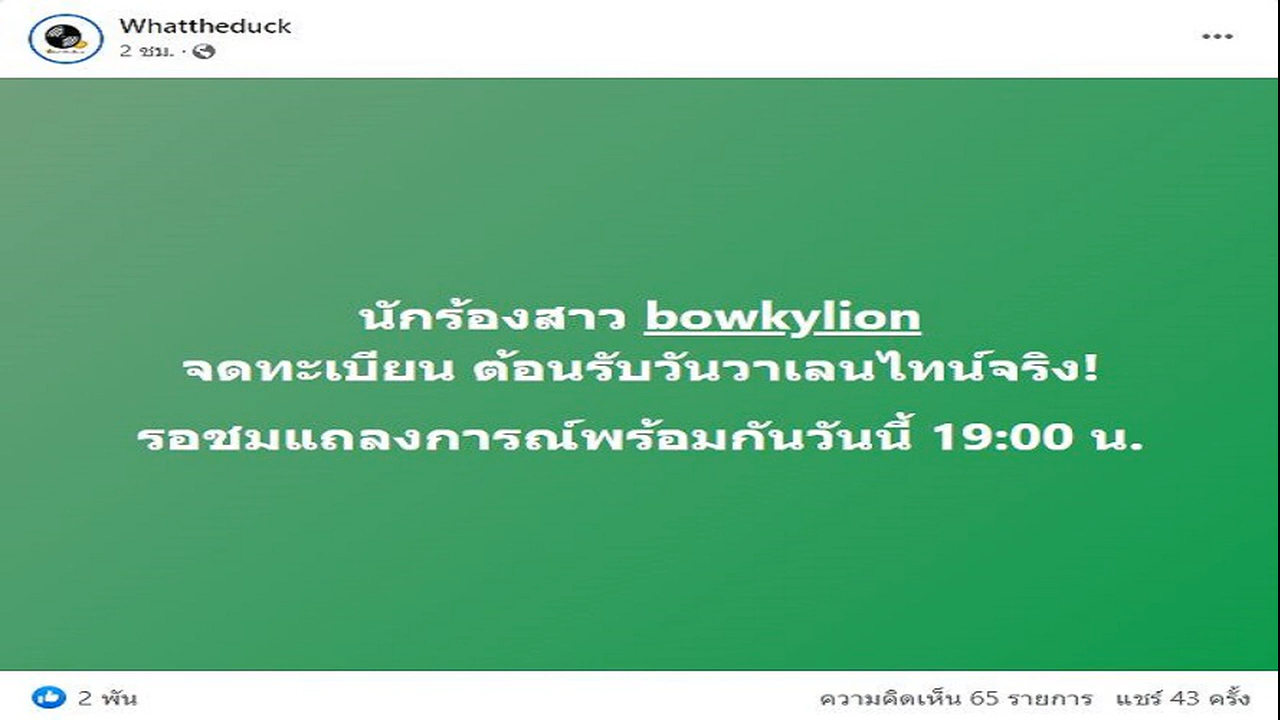 Whattheduck
2 ชม. ·
นักร้องสาว bowkylion
จดทะเบียน ต้อนรับวันวาเลนไทน์จริง!
รอชมแถลงการณ์พร้อมกันวันนี้ 19:00 น.
2 พัน
ความคิดเห็น 65 รายการ แชร์ 43 ครั้ง